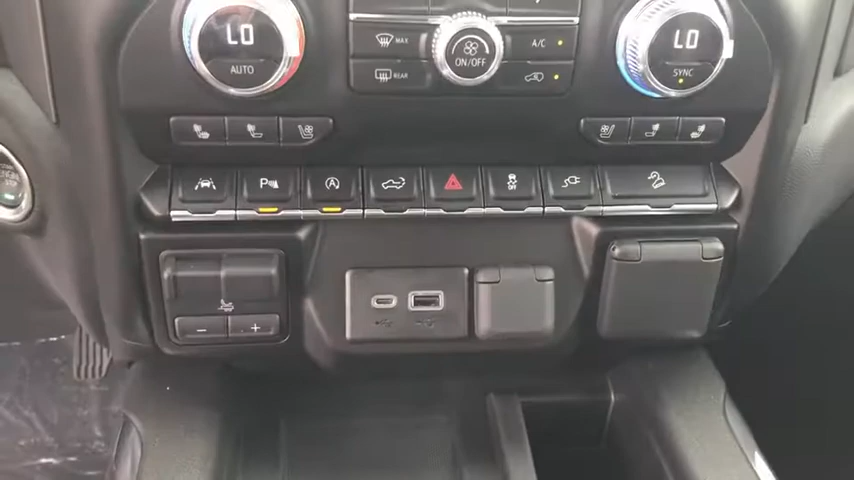 LO
AUTO
MAX
REAR
ON/OFF
A/C
LO
SYNC
P
A
OFF
- +